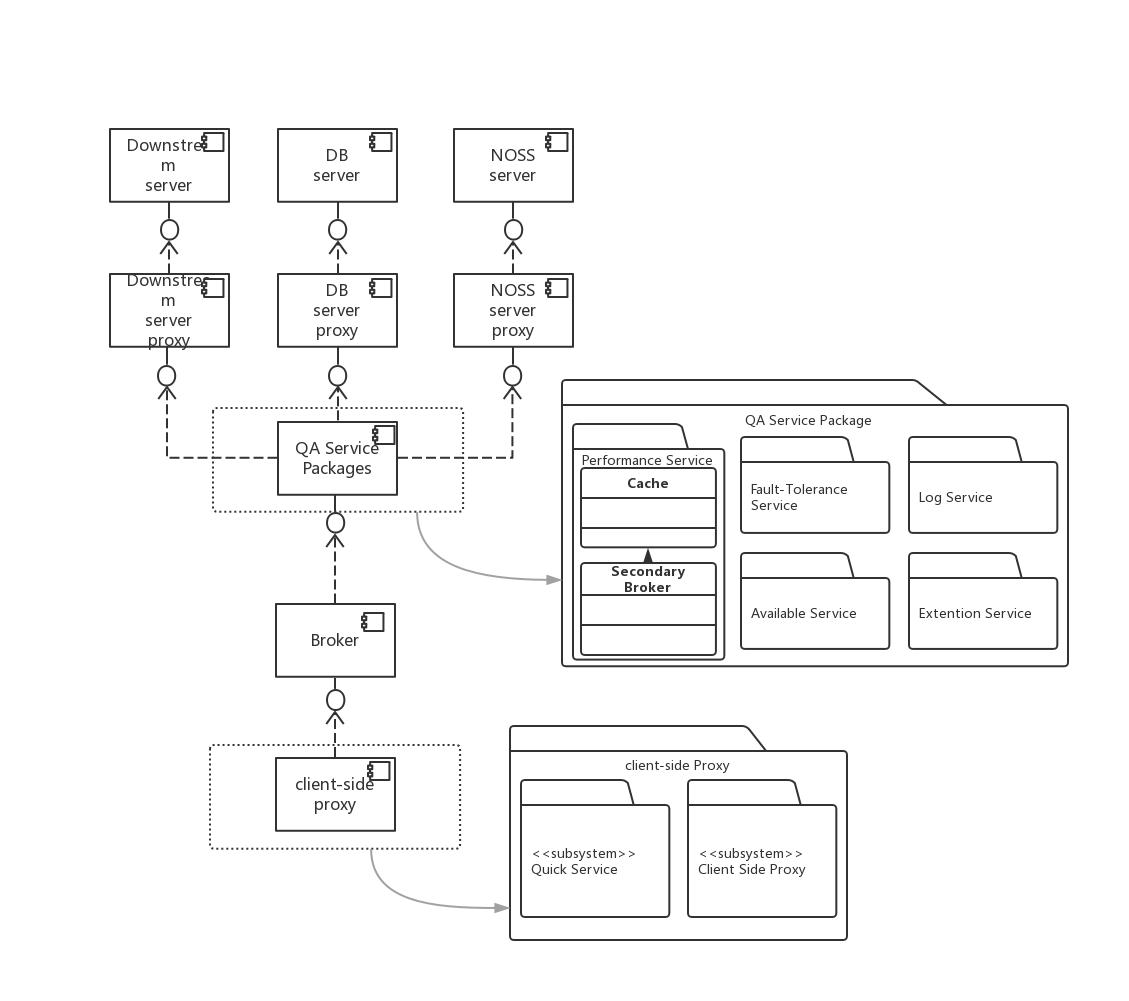 Downstrea
m
server
DB
server
NOSS
server
Downstrea
m
server
proxy
DB
server
proxy
NOSS
server
proxy
QA Service
Packages
QA Service Package
Performance Service
Cache
Secondary
Broker
Fault-Tolerance
Service
Log Service
Available Service
Extention Service
Broker
client-side
proxy
client-side Proxy
<<subsystem>>
Quick Service
<<subsystem>>
Client Side Proxy